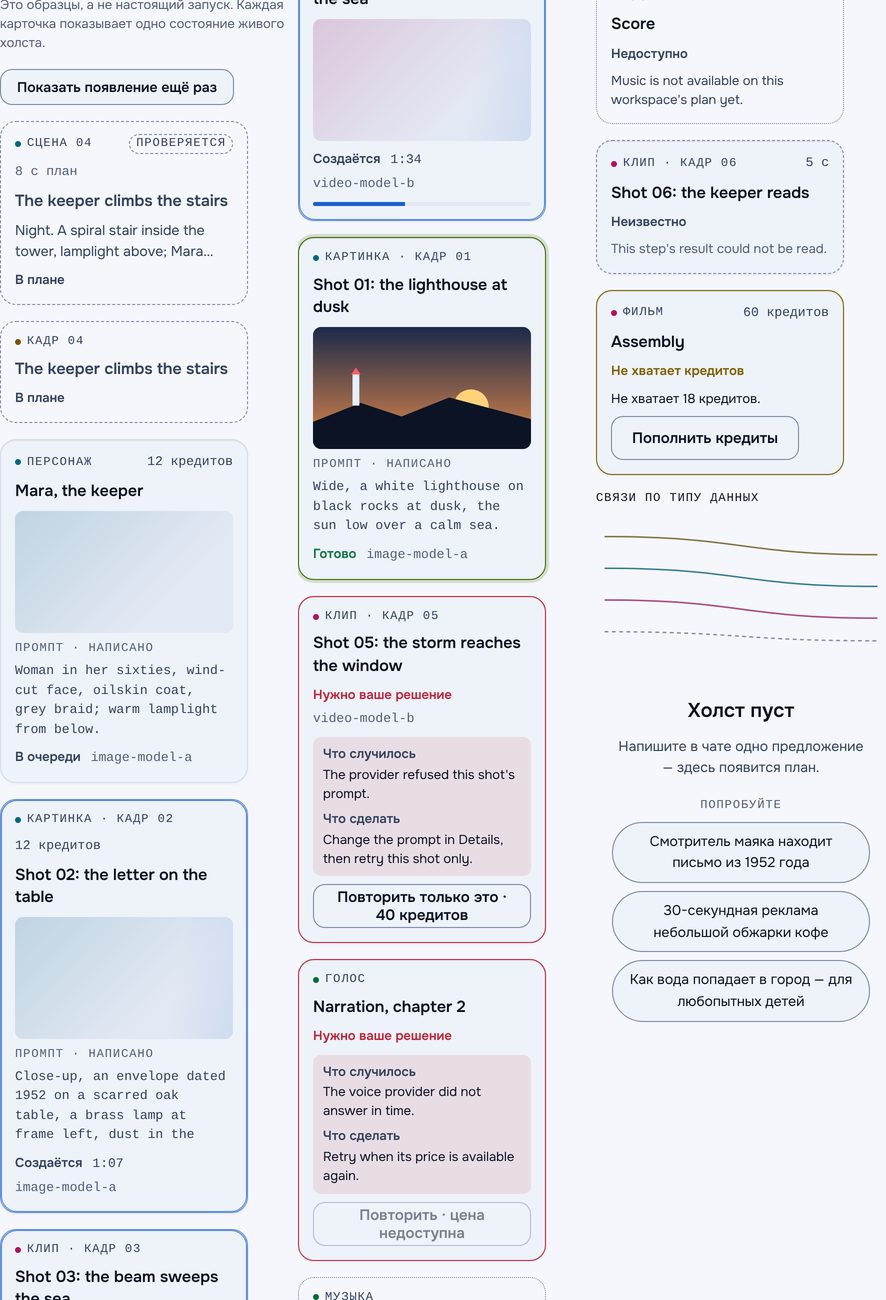 Это образцы, а не настоящий запуск. Каждая
карточка показывает одно состояние живого
холста.
Показать появление ещё раз
СЦЕНА 04
ПРОВЕРЯЕТСЯ
8 с план
The keeper climbs the stairs
Night. A spiral stair inside the
tower, lamplight above; Mara…
В плане
КАДР 04
The keeper climbs the stairs
В плане
ПЕРСОНАЖ
12 кредитов
Mara, the keeper
ПРОМПТ · НАПИСАНО
Woman in her sixties, wind-
cut face, oilskin coat,
grey braid; warm lamplight
from below.
В очереди image-model-a
КАРТИНКА · КАДР 02
12 кредитов
Shot 02: the letter on the
table
ПРОМПТ · НАПИСАНО
Close-up, an envelope dated
1952 on a scarred oak
table, a brass lamp at
frame left, dust in the
Создаётся 1:07
image-model-a
КЛИП · КАДР 03
Shot 03: the beam sweeps
the sea
the sea
Создаётся 1:34
video-model-b
КАРТИНКА · КАДР 01
Shot 01: the lighthouse at
dusk
ПРОМПТ · НАПИСАНО
Wide, a white lighthouse on
black rocks at dusk, the
sun low over a calm sea.
Готово image-model-a
КЛИП · КАДР 05
Shot 05: the storm reaches
the window
Нужно ваше решение
video-model-b
Что случилось
The provider refused this shot's
prompt.
Что сделать
Change the prompt in Details,
then retry this shot only.
Повторить только это ·
40 кредитов
ГОЛОС
Narration, chapter 2
Нужно ваше решение
Что случилось
The voice provider did not
answer in time.
Что сделать
Retry when its price is available
again.
Повторить · цена
недоступна
МУЗЫКА
Score
Недоступно
Music is not available on this
workspace's plan yet.
КЛИП · КАДР 06
5 с
Shot 06: the keeper reads
Неизвестно
This step's result could not be read.
ФИЛЬМ
60 кредитов
Assembly
Не хватает кредитов
Не хватает 18 кредитов.
Пополнить кредиты
СВЯЗИ ПО ТИПУ ДАННЫХ
Холст пуст
Напишите в чате одно предложение
— здесь появится план.
ПОПРОБУЙТЕ
Смотритель маяка находит
письмо из 1952 года
30-секундная реклама
небольшой обжарки кофе
Как вода попадает в город — для
любопытных детей